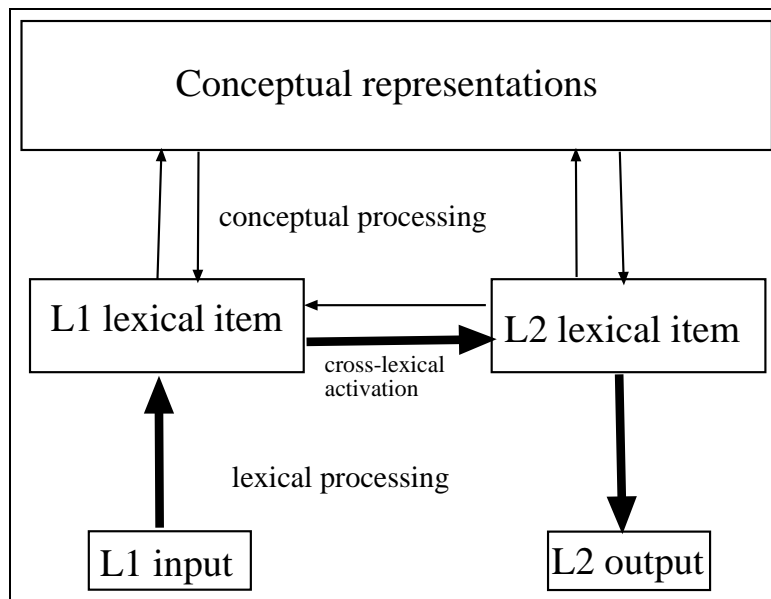 Conceptual representations
conceptual processing
L1 lexical item
L2 lexical item
cross-lexical
activation
lexical processing
L1 input
L2 output